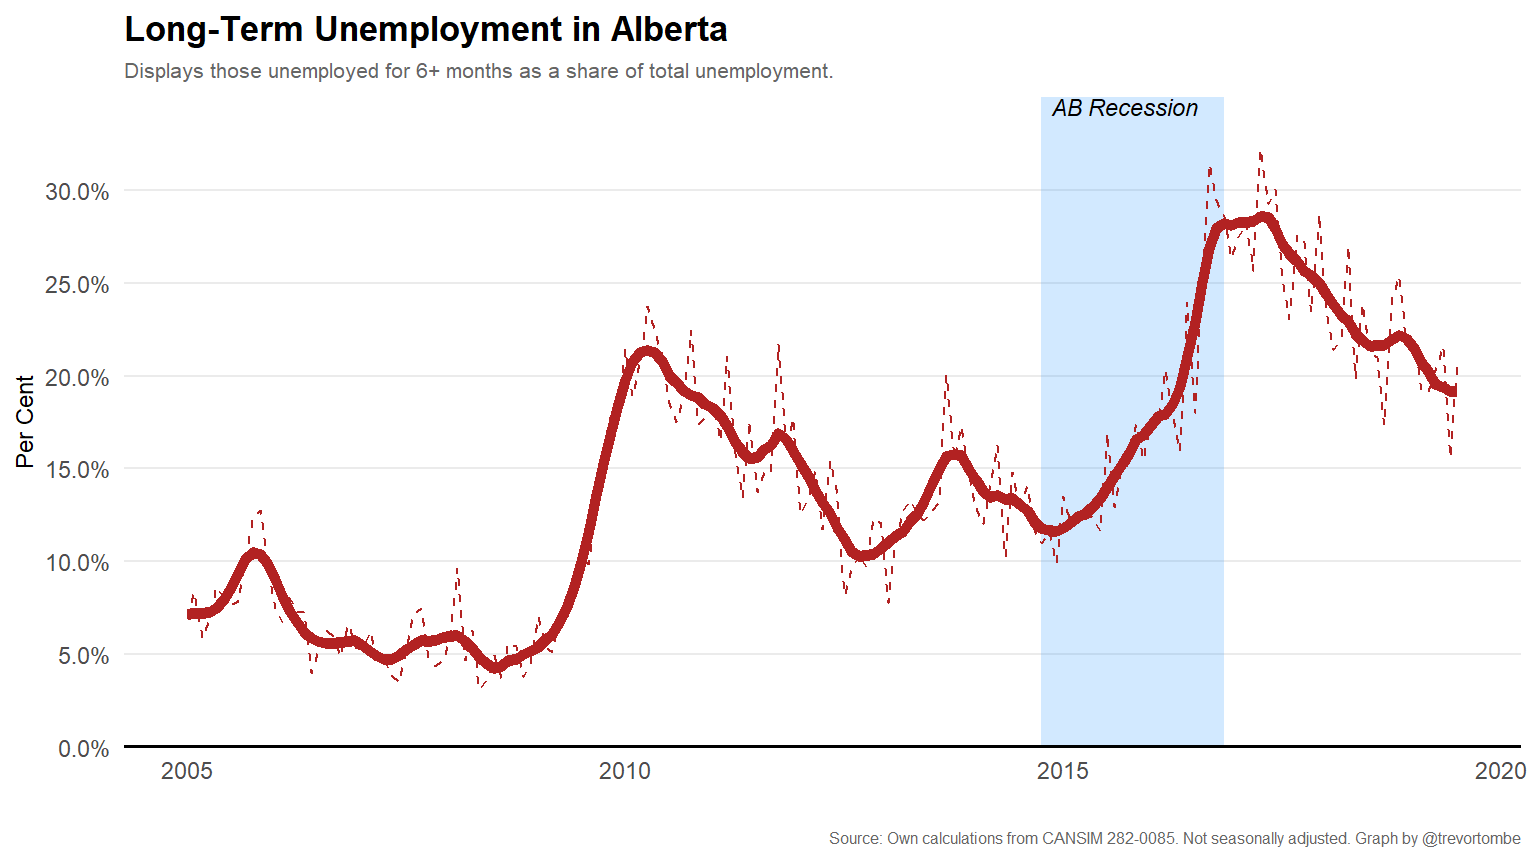 Long-Term Unemployment in Alberta
Displays those unemployed for 6+ months as a share of total unemployment.
AB Recession
30.0%
25.0%
20.0%
Per Cent
15.0%
10.0%
5.0%
0.0%
2005 2010 2015 2020
Source: Own calculations from CANSIM 282-0085. Not seasonally adjusted. Graph by @trevortombe